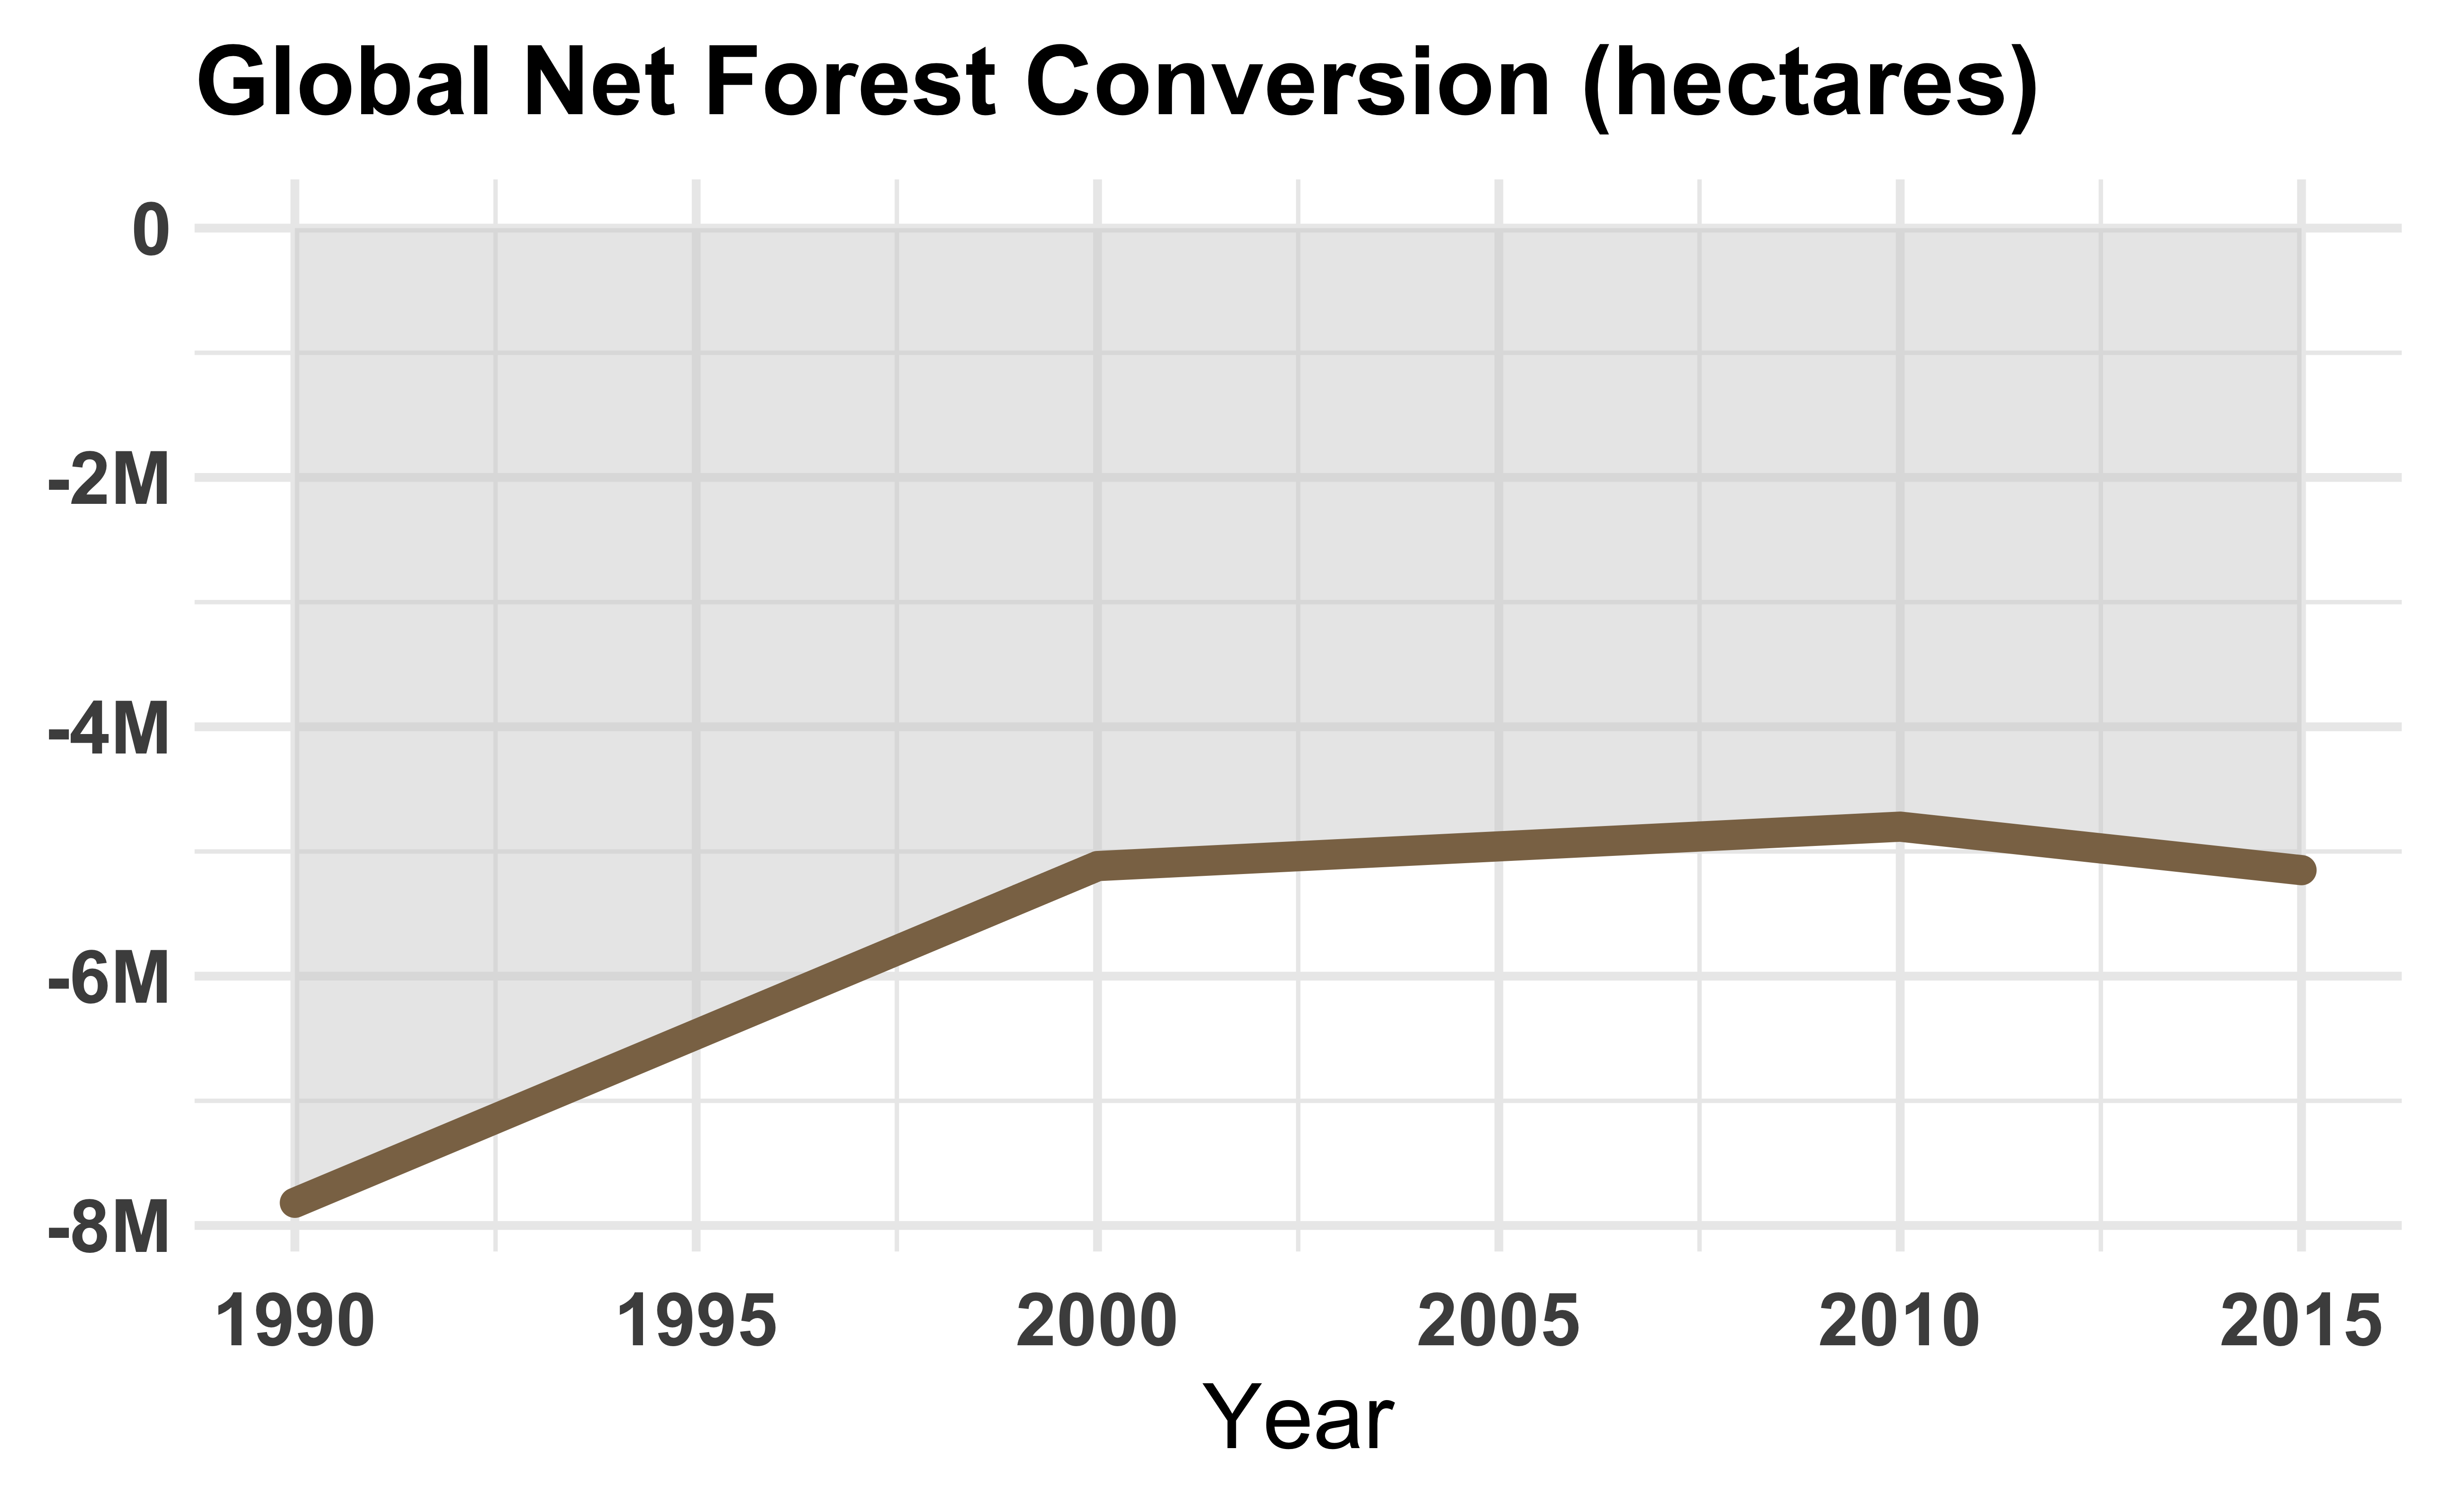 Global Net Forest Conversion (hectares)
0
-2M
-4M
-6M
-8M
1990 1995 2000 2005 2010 2015
Year